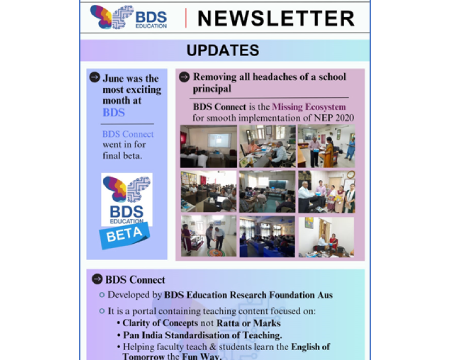 BDS
EDUCATION
NEWSLETTER
UPDATES
June was the
most exciting
month at
BDS
BDS Connect
went in for
final beta.
BDS
EDUCATION
BETA
Removing all headaches of a school
principal
BDS Connect is the Missing Ecosystem
for smooth implementation of NEP 2020
BDS Connect
Developed by BDS Education Research Foundation Aus
It is a portal containing teaching content focused on:
• Clarity of Concepts not Ratta or Marks
• Pan India Standardisation of Teaching.
• Helping faculty teach & students learn the English of
Tomorrow the Fun Way.